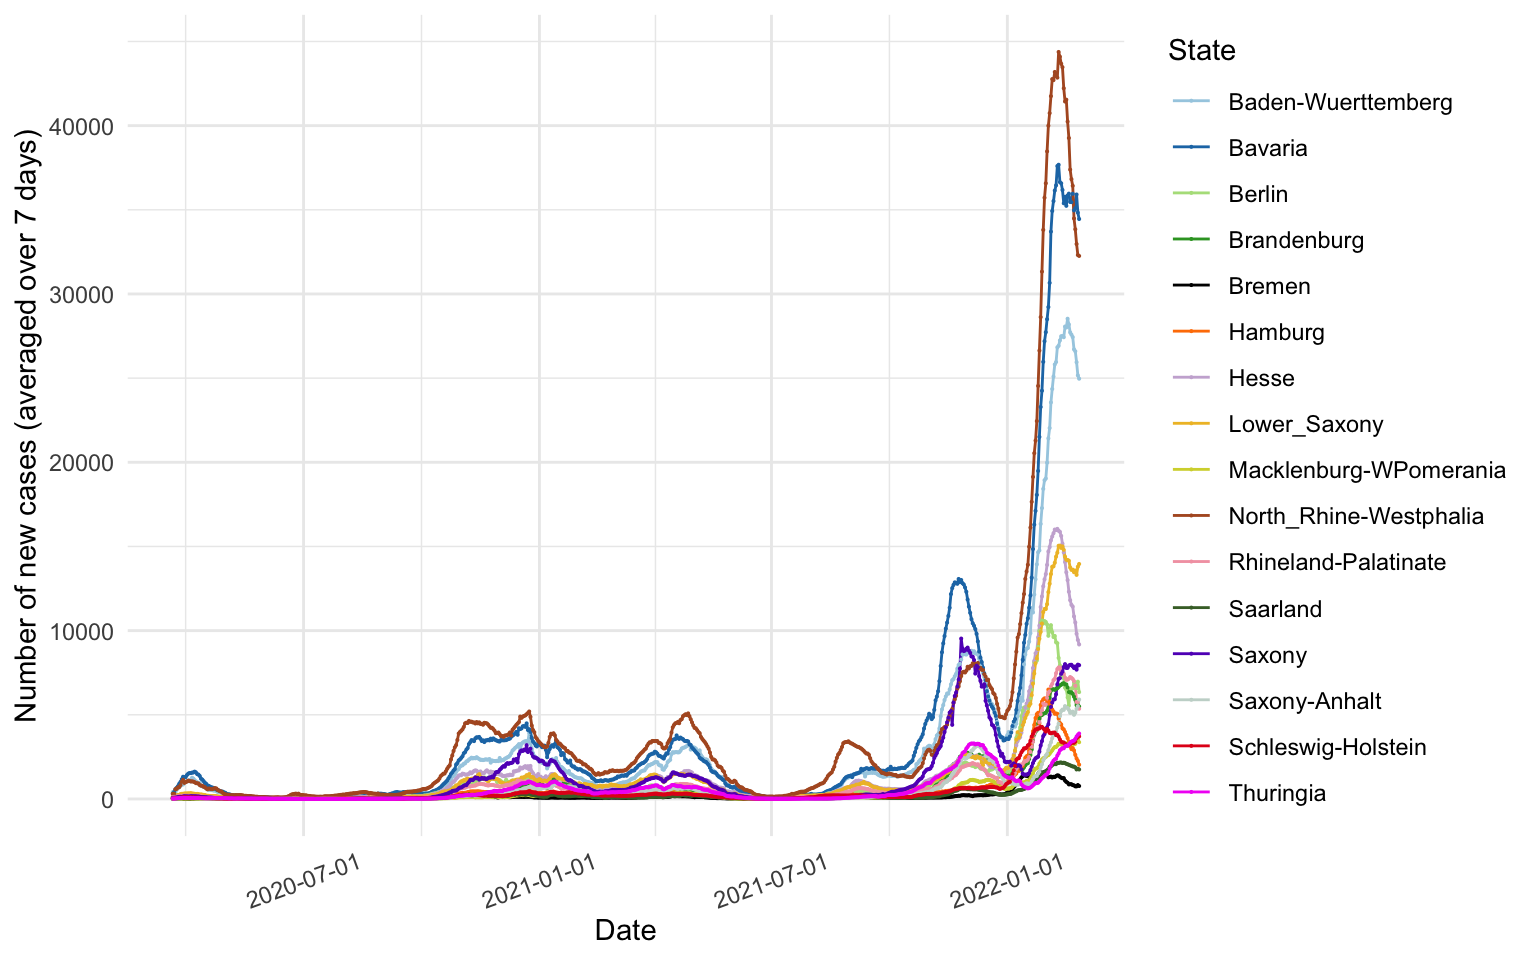 Number of new cases (averaged over 7 days)
40000
30000
20000
10000
0
2020-07-01
2021-01-01
2021-07-01
2022-01-01
Date
State
Baden-Wuerttemberg
Bavaria
Berlin
Brandenburg
Bremen
Hamburg
Hesse
Lower_Saxony
Macklenburg-WPomerania
North_Rhine-Westphalia
Rhineland-Palatinate
Saarland
Saxony
Saxony-Anhalt
Schleswig-Holstein
Thuringia